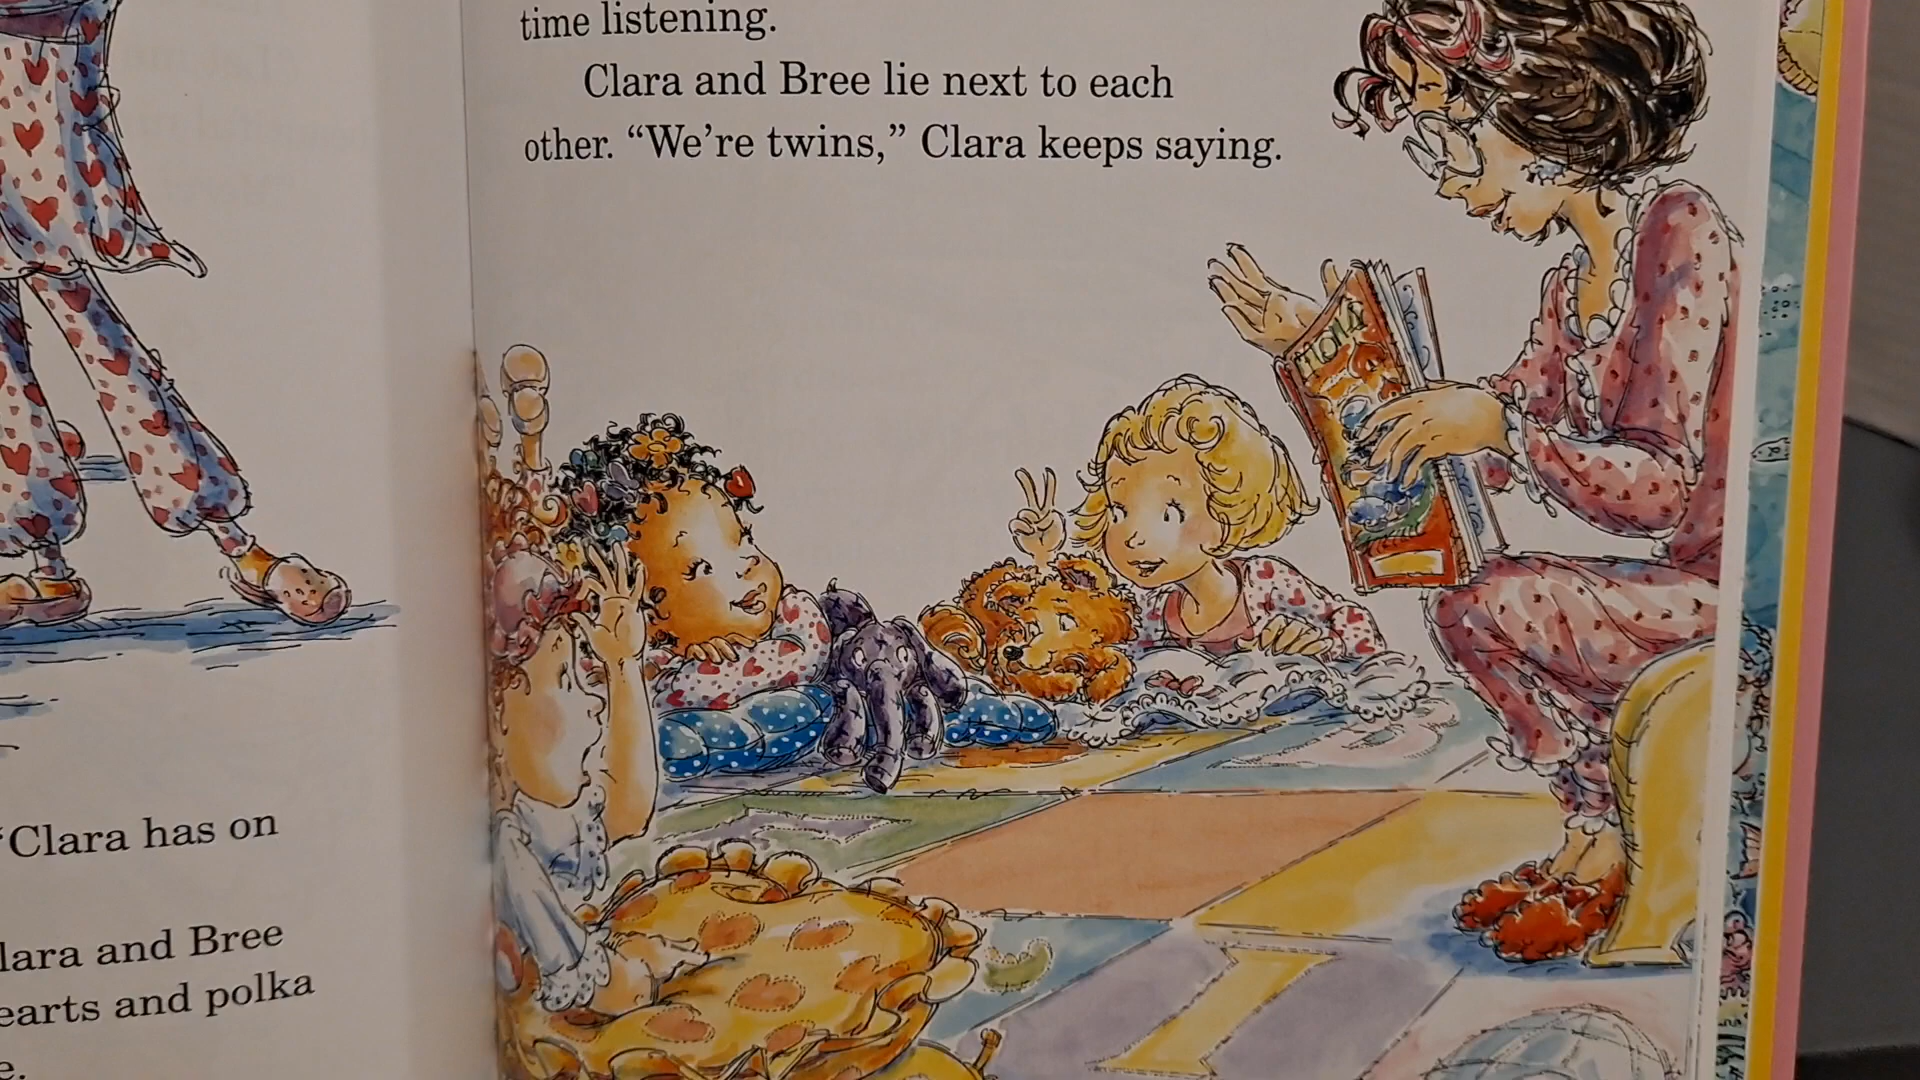 “Clara has on
lara and Bree
earts and polka
e.
time listening.
Clara and Bree lie next to each
other. “We’re twins,” Clara keeps saying.